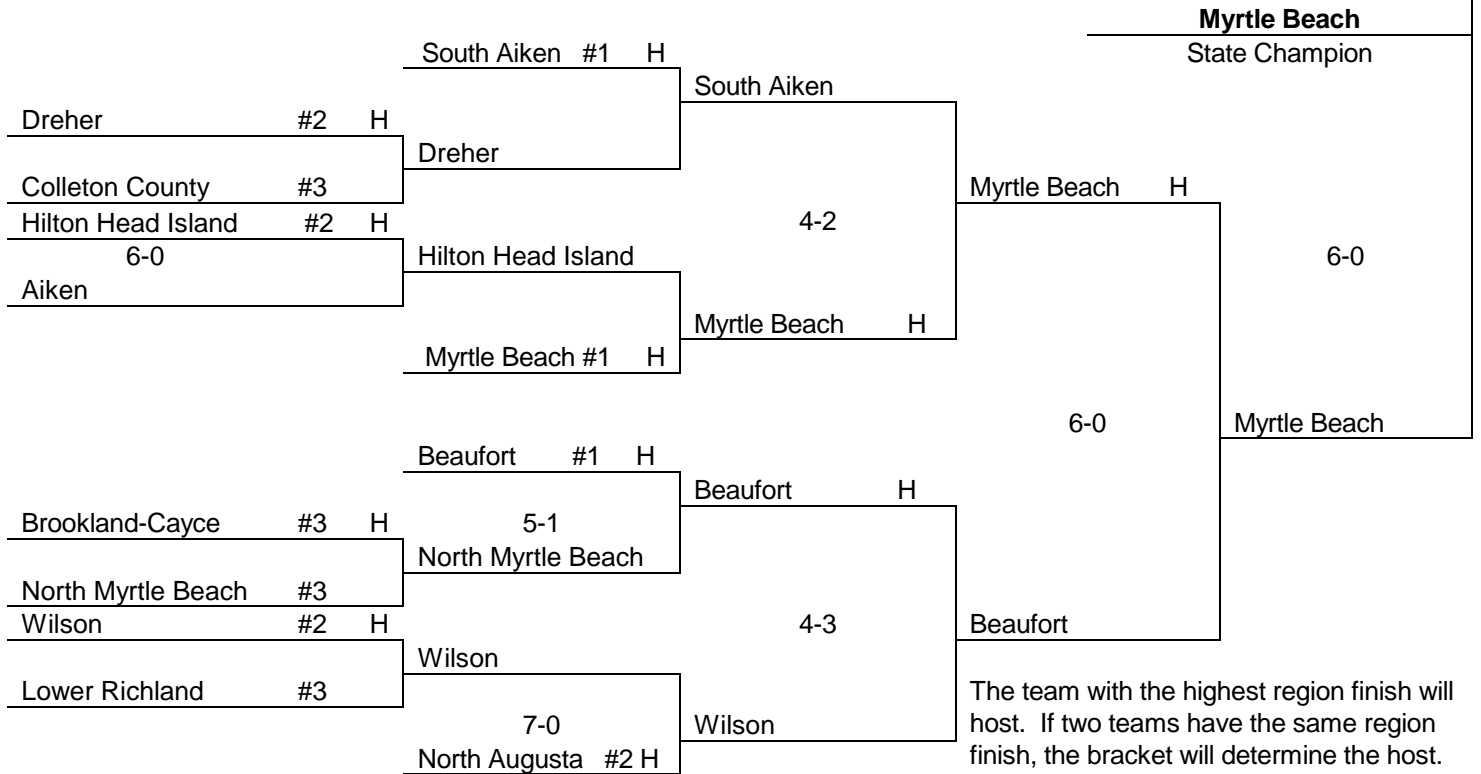 Myrtle Beach
South Aiken #1 H State Champion
South Aiken
Dreher #2 H
Dreher
Colleton County #3 Myrtle Beach H
Hilton Head Island #2 H 4-2
6-0 Hilton Head Island 6-0
Aiken
Myrtle Beach H
Myrtle Beach #1 H
6-0 Myrtle Beach
Beaufort #1 H
Beaufort H
Brookland-Cayce #3 H 5-1
North Myrtle Beach
North Myrtle Beach #3
Wilson #2 H 4-3 Beaufort
Wilson
Lower Richland #3 The team with the highest region finish will
7-0 Wilson host. If two teams have the same region
North Augusta #2 H finish, the bracket will determine the host.